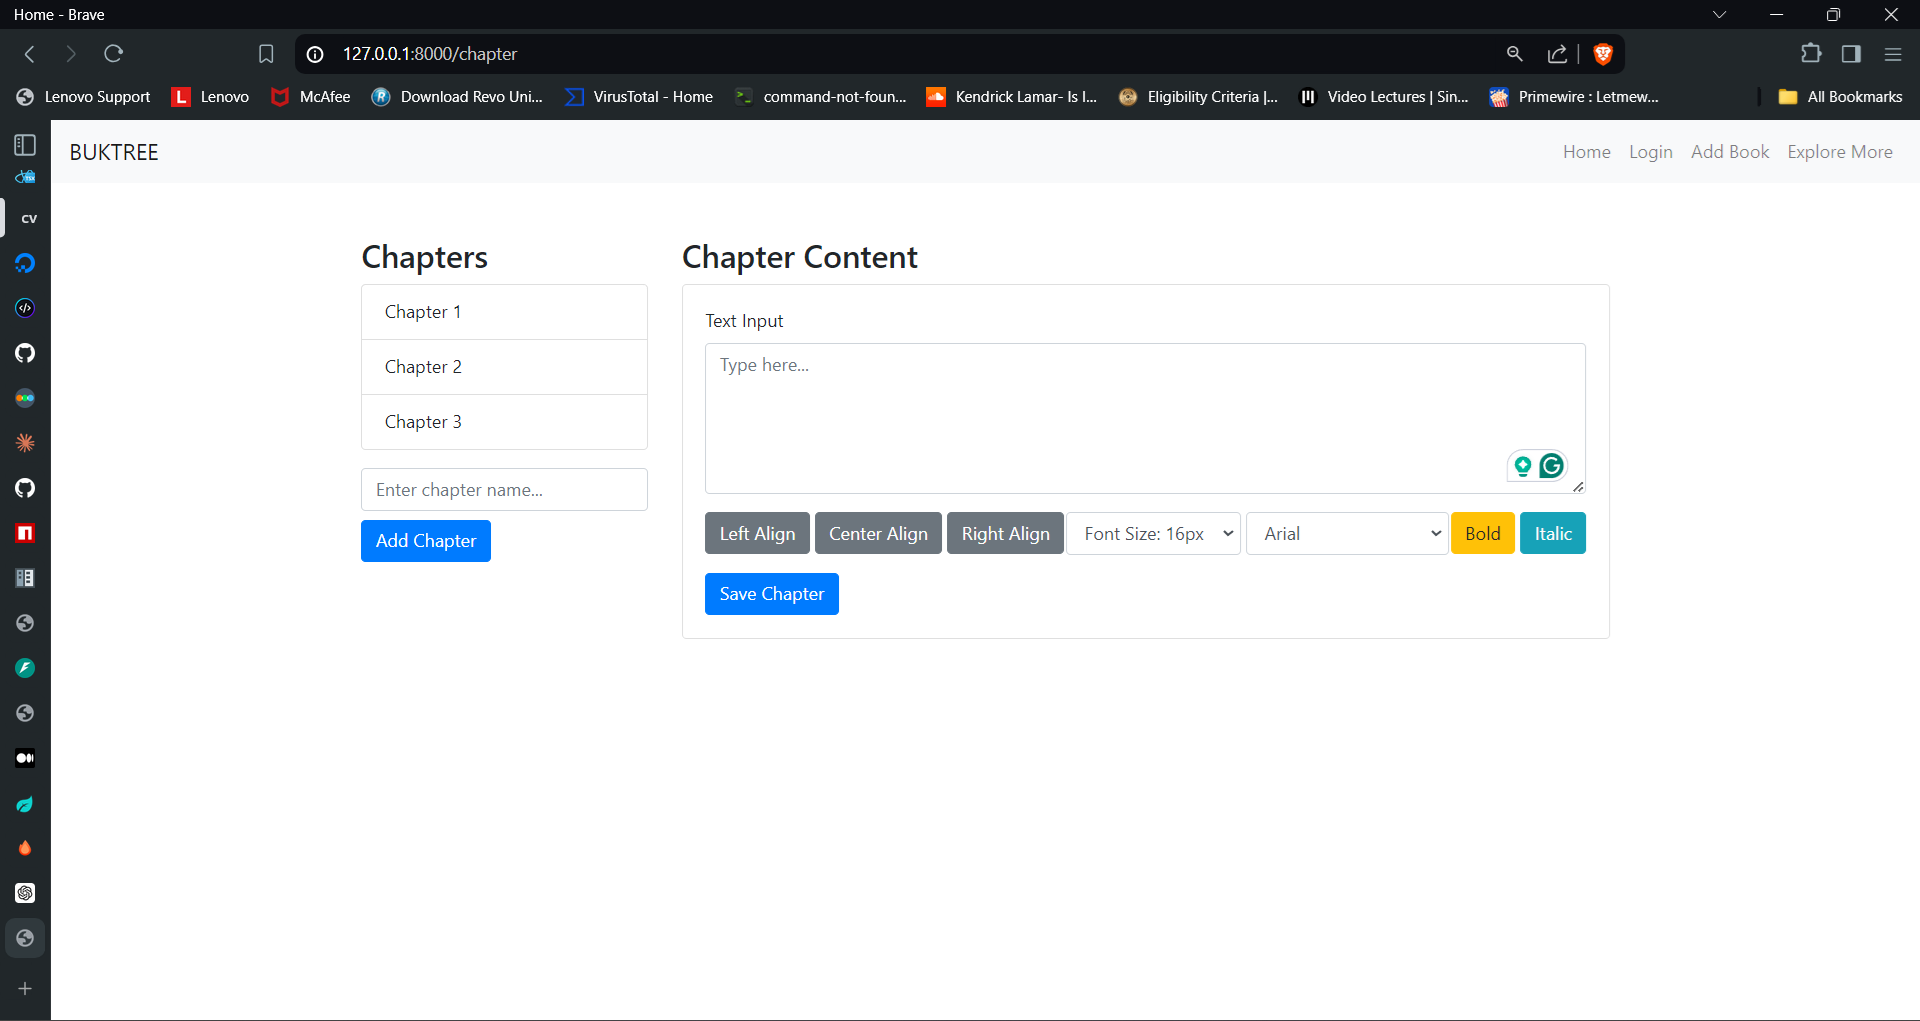 Home - Brave
127.0.0.1:8000/chapter
Lenovo Support
L Lenovo
McAfee
R Download Revo Uni...
VirusTotal - Home
>_ command-not-foun...
Kendrick Lamar- Is I...
Eligibility Criteria |...
Video Lectures | Sin...
Primewire : Letmew...
All Bookmarks
CV
BUKTREE
Home Login Add Book Explore More
Chapters
Chapter 1
Chapter 2
Chapter 3
Enter chapter name...
Add Chapter
Chapter Content
Text Input
Type here...
G
Left Align Center Align Right Align Font Size: 16px Arial Bold Italic
Save Chapter